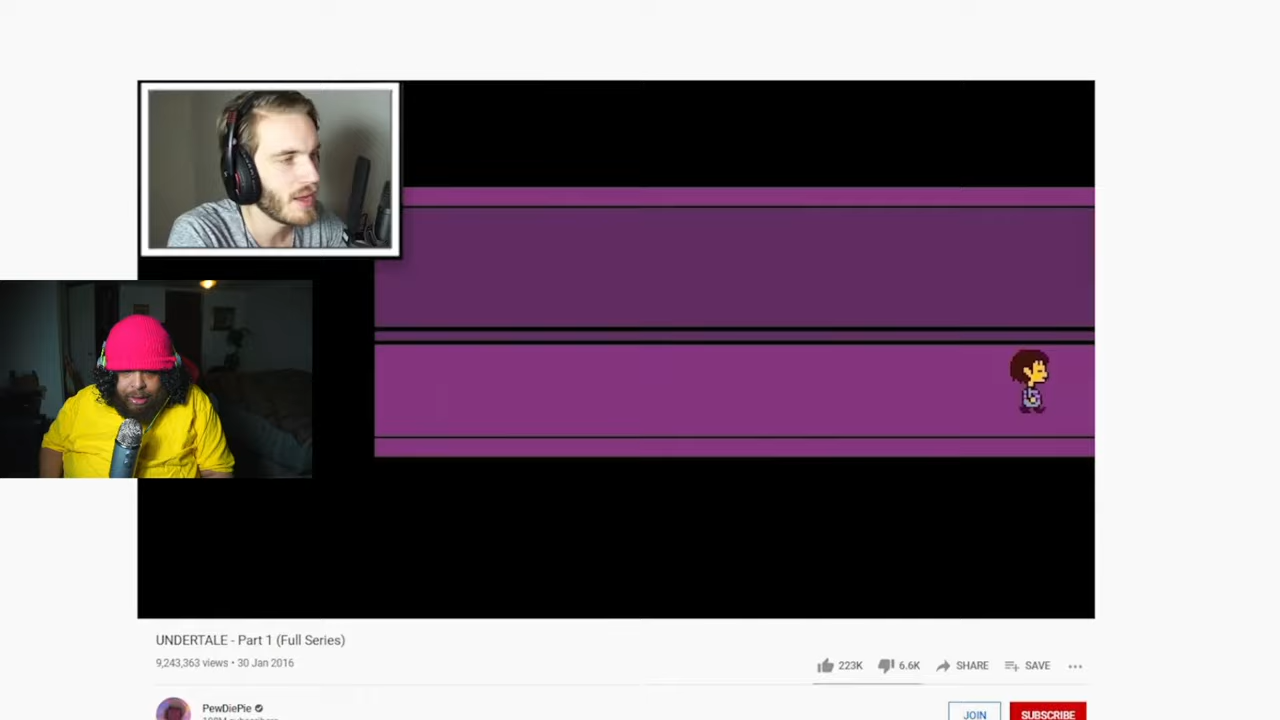 UNDERTALE - Part 1 (Full Series)
9,243,363 views • 30 Jan 2016
223K
6.6K
SHARE
SAVE
PewDiePie
JOIN
SUBSCRIBE